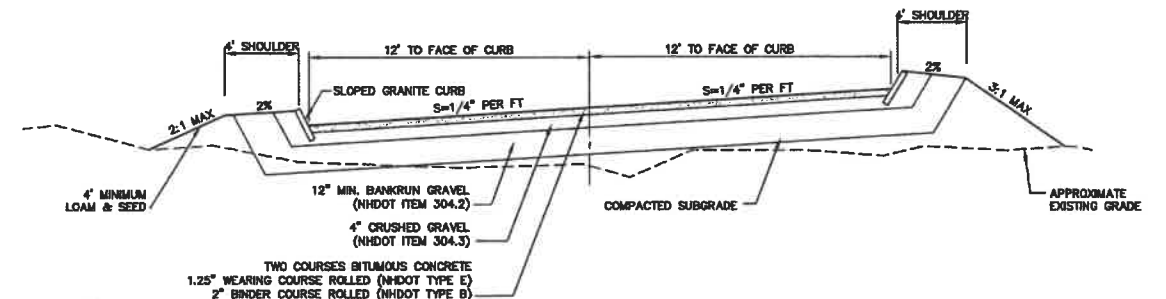 4' SHOULDER
4' SHOULDER
12' TO FACE OF CURB
12' TO FACE OF CURB
2%
2%
SLOPED GRANITE CURB
S=1/4" PER FT
S=1/4" PER FT
2:1 MAX
3:1 MAX
4' MINIMUM
LOAM & SEED
12" MIN. BANKRUN GRAVEL
(NHDOT ITEM 304.2)
COMPACTED SUBGRADE
APPROXIMATE
EXISTING GRADE
4" CRUSHED GRAVEL
(NHDOT ITEM 304.3)
TWO COURSES BITUMOUS CONCRETE
1.25" WEARING COURSE ROLLED (NHDOT TYPE E)
2" BINDER COURSE ROLLED (NHDOT TYPE B)